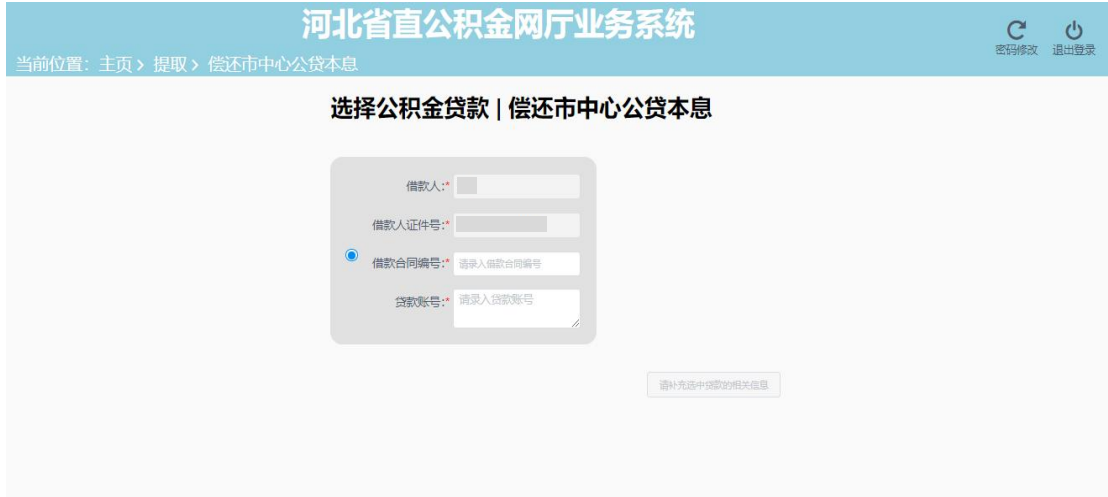 河北省直公积金网厅业务系统
密码修改 退出登录
当前位置：主页 > 提取 > 偿还市中心公贷本息
选择公积金贷款 | 偿还市中心公贷本息
借款人:*
借款人证件号:*
借款合同编号:* 请录入借款合同编号
贷款账号:* 请录入贷款账号
请补充选中贷款的相关信息